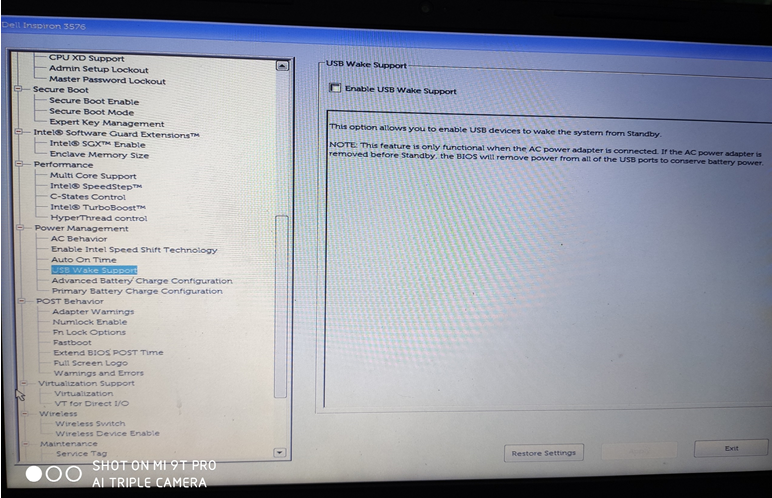 Dell Inspiron 3576
CPU XD Support
Admin Setup Lockout
Master Password Lockout
Secure Boot
Secure Boot Enable
Secure Boot Mode
Expert Key Management
Intel® Software Guard Extensions™
Intel® SGX™ Enable
Enclave Memory Size
Performance
Multi Core Support
Intel® SpeedStep™
C-States Control
Intel® TurboBoost™
HyperThread control
Power Management
AC Behavior
Enable Intel Speed Shift Technology
Auto On Time
USB Wake Support
Advanced Battery Charge Configuration
Primary Battery Charge Configuration
POST Behavior
Adapter Warnings
Numlock Enable
Fn Lock Options
Fastboot
Extend BIOS POST Time
Full Screen Logo
Warnings and Errors
Virtualization Support
Virtualization
VT for Direct I/O
Wireless
Wireless Switch
Wireless Device Enable
Maintenance
Service Tag
USB Wake Support
Enable USB Wake Support
This option allows you to enable USB devices to wake the system from Standby.
NOTE: This feature is only functional when the AC power adapter is connected. If the AC power adapter is
removed before Standby, the BIOS will remove power from all of the USB ports to conserve battery power.
Restore Settings
Exit
SHOT ON MI 9T PRO
AI TRIPLE CAMERA